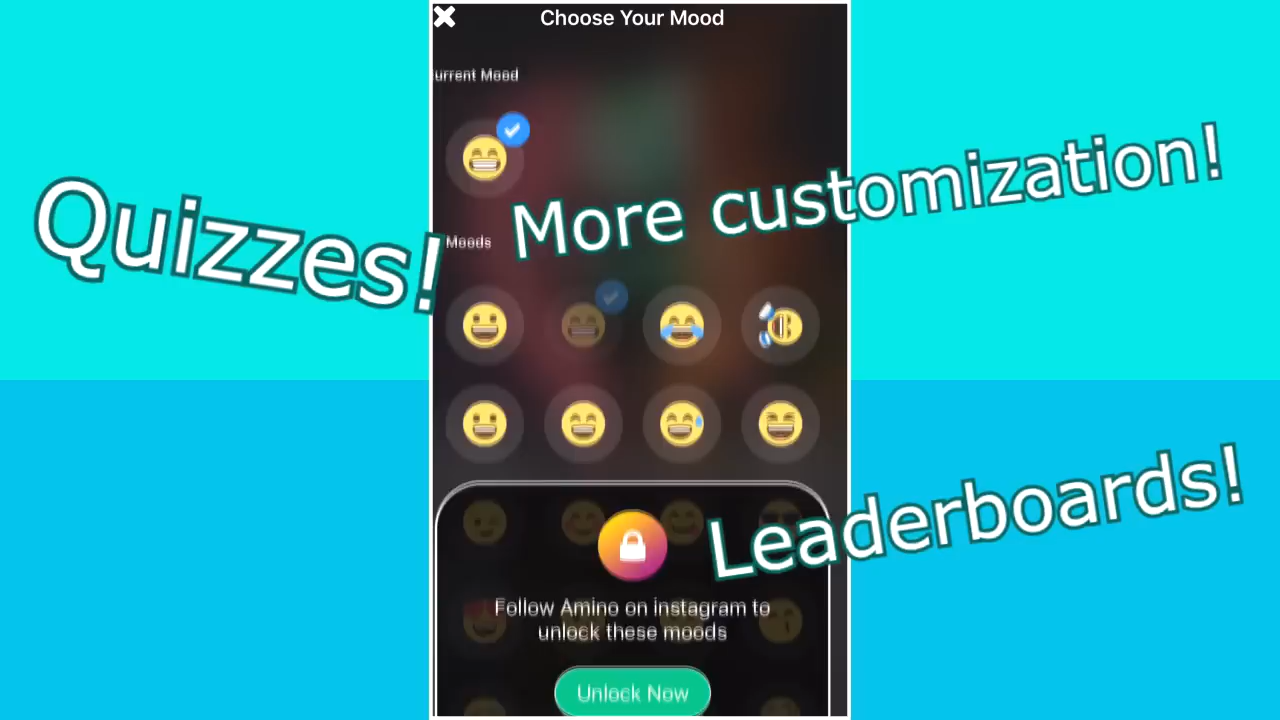 Choose Your Mood
urrent Mood
Quizzes!
More customization!
Moods
Leaderboards!
Follow Amino on instagram to
unlock these moods
Unlock Now